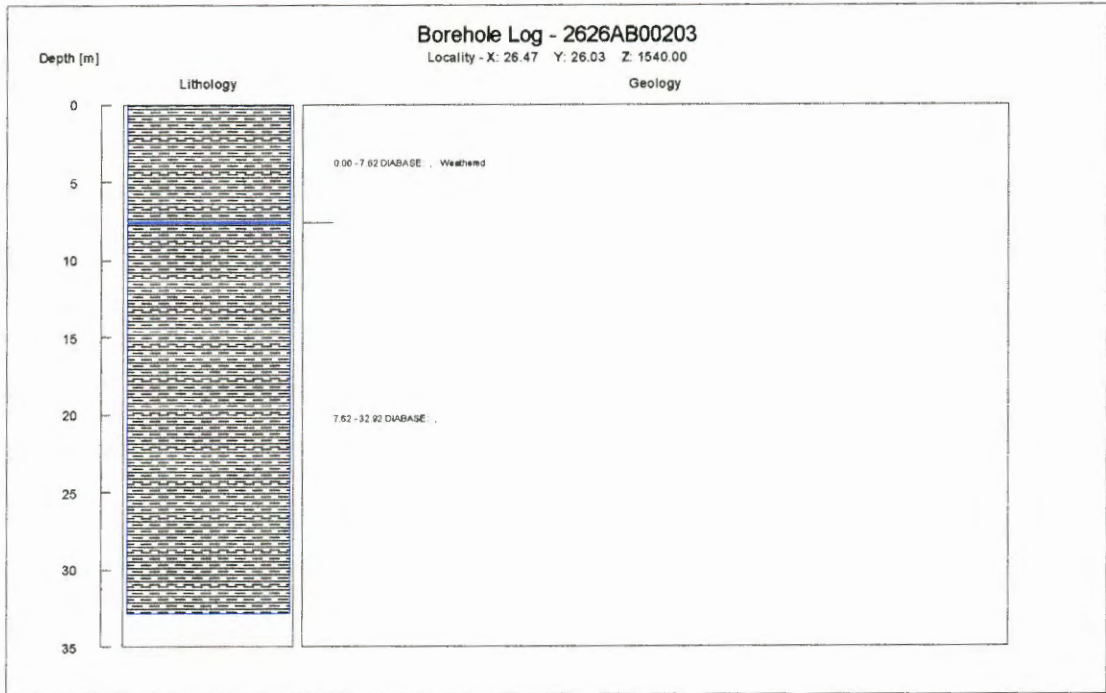 Borehole Log - 2626AB00203
Locality - X: 26.47 Y: 26.03 Z: 1540.00
Depth [m]
Lithology
Geology
0
0.00 - 7.62 DIABASE: , Weathered
5
10
15
20
7.62 - 32.92 DIABASE: ,
25
30
35